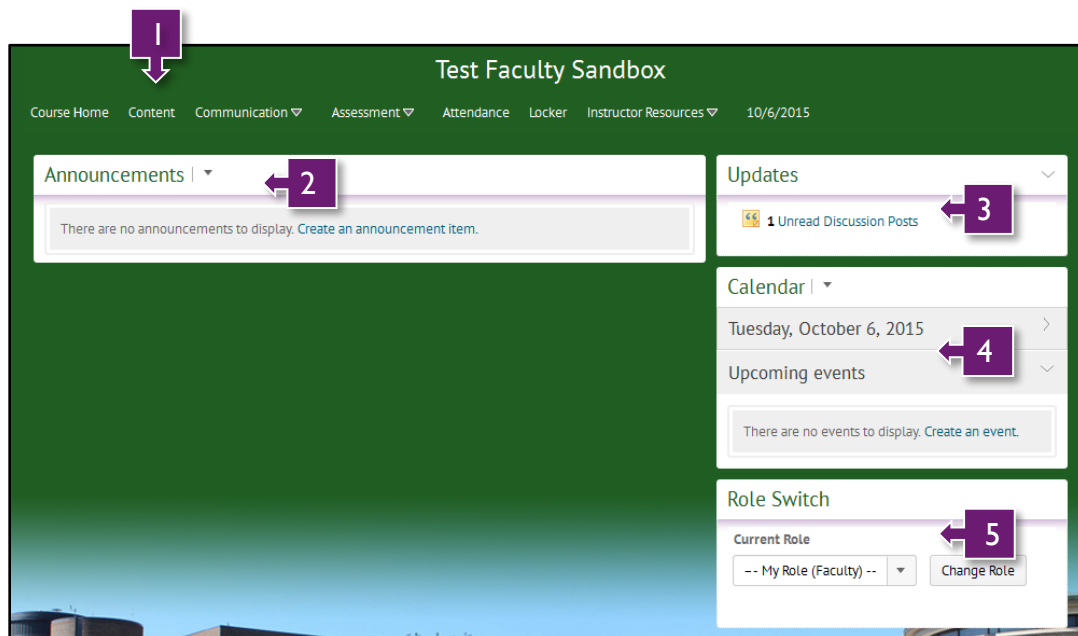 1
Test Faculty Sandbox
Course Home Content Communication Assessment Attendance Locker Instructor Resources 10/6/2015
Announcements
2
There are no announcements to display. Create an announcement item.
Updates
3
1 Unread Discussion Posts
Calendar
Tuesday, October 6, 2015
4
Upcoming events
There are no events to display. Create an event.
Role Switch
5
Current Role
-- My Role (Faculty) --
Change Role